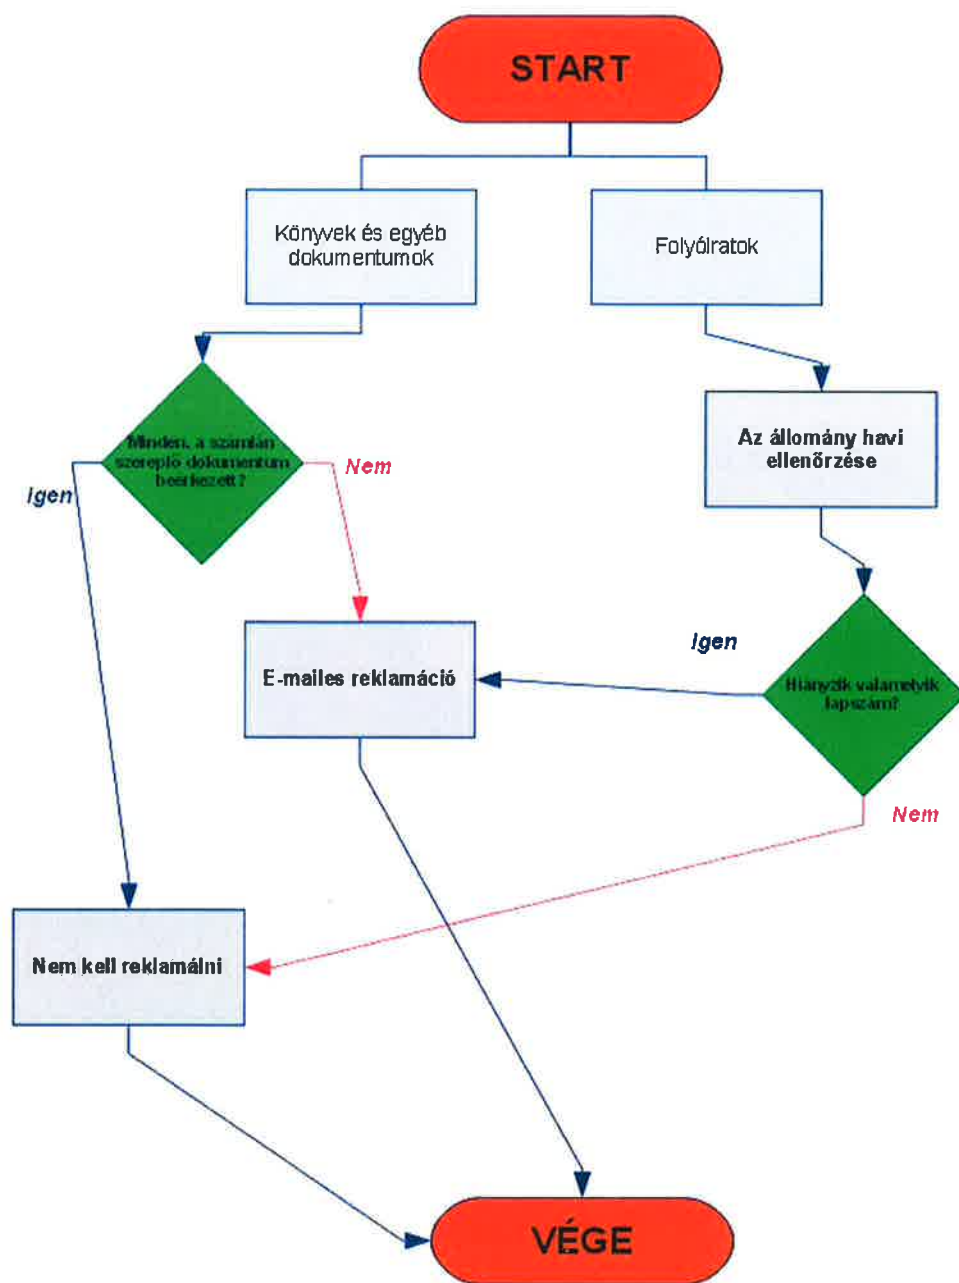 START
Könyvek és egyéb
dokumentumok
Folyóiratok
Minden, a számlán
szereplő dokumentum
beérkezett?
Nem
Igen
Az állomány havi
ellenőrzése
E-mailes reklamáció
Igen
Hiányzik valamelyik
lapszám?
Nem
Nem kell reklamálni
VÉGE